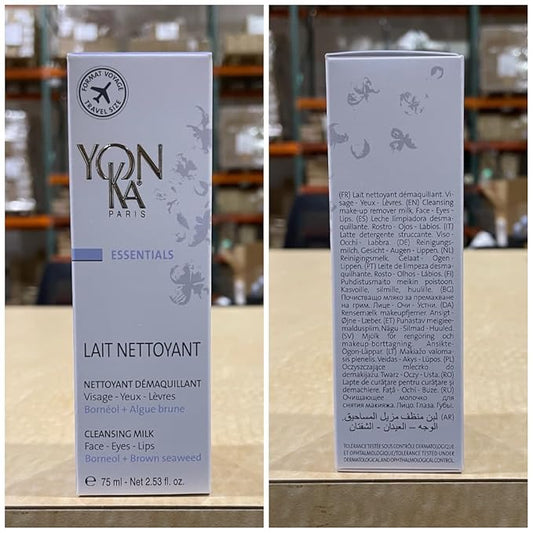 FORMAT VOYAGE
TRAVEL SIZE
YON
KA®
PARIS
ESSENTIALS
LAIT NETTOYANT
NETTOYANT DÉMAQUILLANT
Visage - Yeux - Lèvres
Bornéol + Algue brune
CLEANSING MILK
Face - Eyes - Lips
Borneol + Brown seaweed
℮ 75 ml - Net 2.53 fl. oz.
(FR) Lait nettoyant démaquillant. Vi-
sage - Yeux - Lèvres. (EN) Cleansing
make-up remover milk. Face - Eyes -
Lips. (ES) Leche limpiadora desma-
quillante. Rostro - Ojos - Labios. (IT)
Latte detergente struccante. Viso -
Occhi - Labbra. (DE) Reinigungs-
milch. Gesicht - Augen - Lippen. (NL)
Reinigingsmelk. Gelaat - Ogen -
Lippen. (PT) Leite de limpeza desma-
quilhante. Rosto - Olhos - Lábios. (FI)
Puhdistusmaito meikin poistoon.
Kasvoille, silmille, huulille. (BG)
Почистващо мляко за премахване
на грим. Лице - Очи - Устни. (DA)
Rensemælk makeupfjerner. Ansigt -
Øjne - Læber. (ET) Puhastav meigiee-
malduspiim. Nägu - Silmad - Huuled.
(SV) Mjölk för rengöring och
makeup-borttagning. Ansikte-
Ögon-Läppar. (LT) Makiažo valoma-
sis pienelis. Veidas - Akys - Lūpos. (PL)
Oczyszczające mleczko do
demakijażu. Twarz - Oczy - Usta. (RO)
Lapte de curățare pentru curățare și
demachiere. Față - Ochi - Buze. (RU)
Очищающее молочко для
снятия макияжа. Лицо. Глаза. Губы.
(AR) لبن منظف مزيل المساحيق.
الوجه – العينان - الشفتان
TOLERANCE TESTÉE SOUS CONTRÔLE DERMATOLOGIQUE
ET OPHTALMOLOGIQUE/TOLERANCE TESTED UNDER
DERMATOLOGICAL AND OPHTHALMOLOGICAL CONTROL